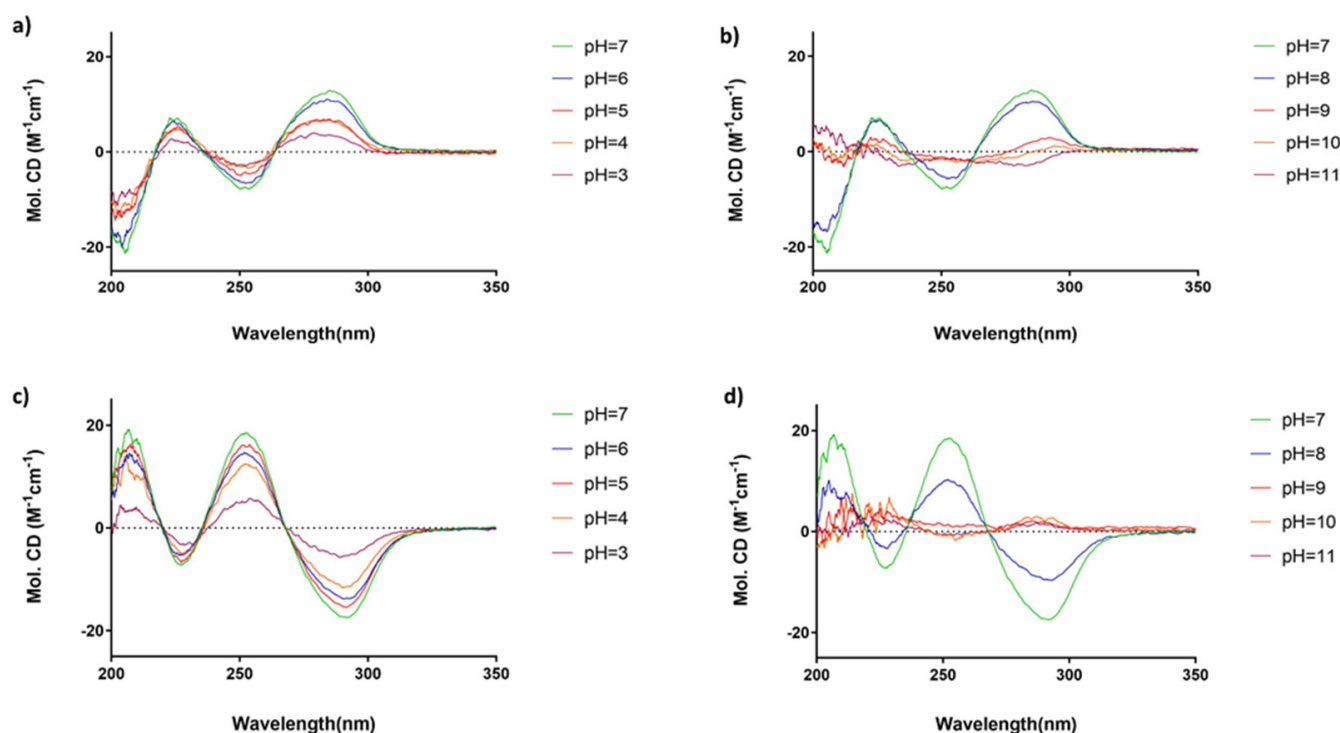 a)
Mol. CD (M⁻¹cm⁻¹)
20
0
-20
200
250
300
350
Wavelength(nm)
pH=7
pH=6
pH=5
pH=4
pH=3
b)
Mol. CD (M⁻¹cm⁻¹)
20
0
-20
200
250
300
350
Wavelength(nm)
pH=7
pH=8
pH=9
pH=10
pH=11
c)
Mol. CD (M⁻¹cm⁻¹)
20
0
-20
200
250
300
350
Wavelength(nm)
pH=7
pH=6
pH=5
pH=4
pH=3
d)
Mol. CD (M⁻¹cm⁻¹)
20
0
-20
200
250
300
350
Wavelength(nm)
pH=7
pH=8
pH=9
pH=10
pH=11